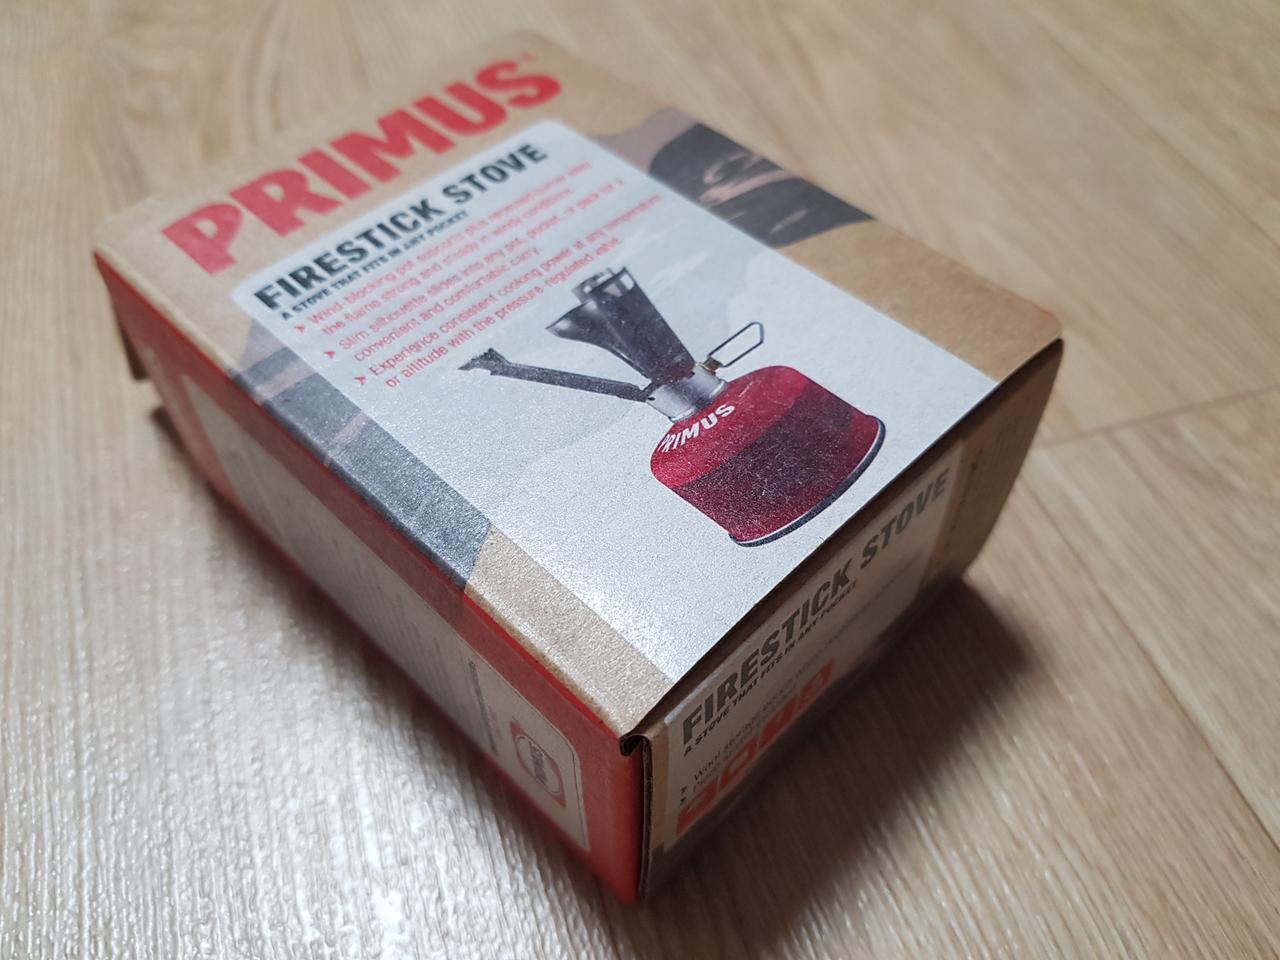 PRIMUS
FIRESTICK STOVE
A STOVE THAT FITS IN ANY POCKET
➤ Wind-blocking pot supports plus recessed burner keep
the flame strong and steady in windy conditions.
➤ Slim silhouette slides into any pot, pocket, or pack for a
convenient and comfortable carry.
➤ Experience consistent cooking power at any temperature
or altitude with the pressure-regulated valve.
PRIMUS
FIRESTICK STOVE
A STOVE THAT FITS IN ANY POCKET
➤ Wool storage
➤ Piezo